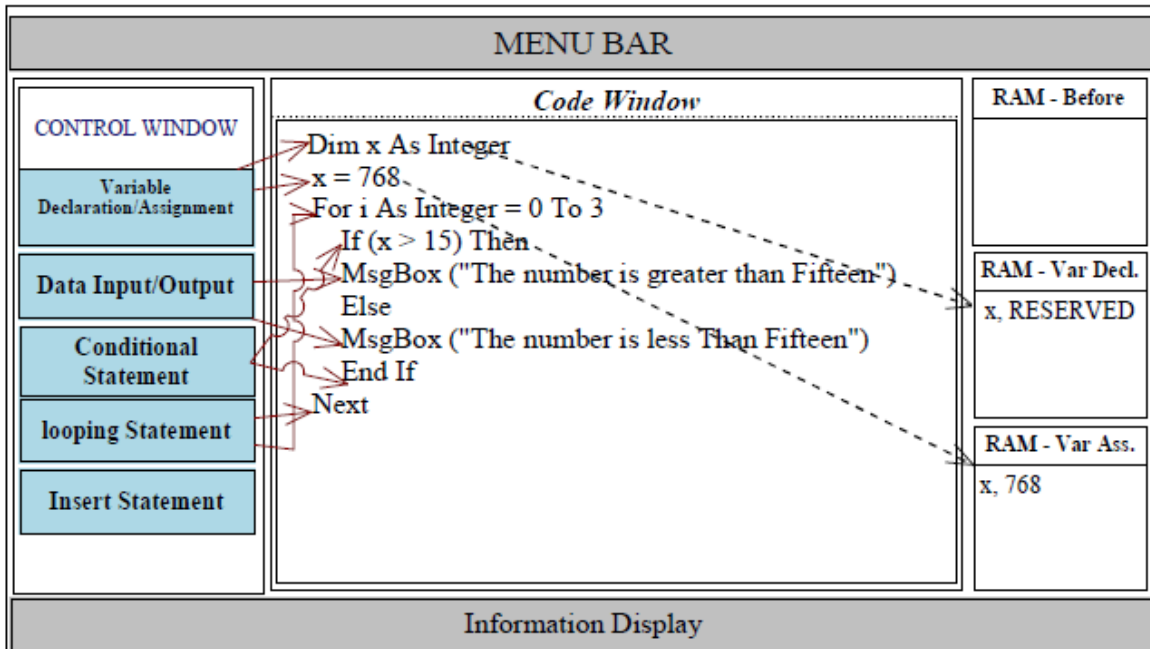 MENU BAR
CONTROL WINDOW
Variable
Declaration/Assignment
Data Input/Output
Conditional
Statement
looping Statement
Insert Statement
Code Window
Dim x As Integer
x = 768
For i As Integer = 0 To 3
If (x > 15) Then
MsgBox ("The number is greater than Fifteen")
Else
MsgBox ("The number is less Than Fifteen")
End If
Next
RAM - Before
RAM - Var Decl.
x, RESERVED
RAM - Var Ass.
x, 768
Information Display